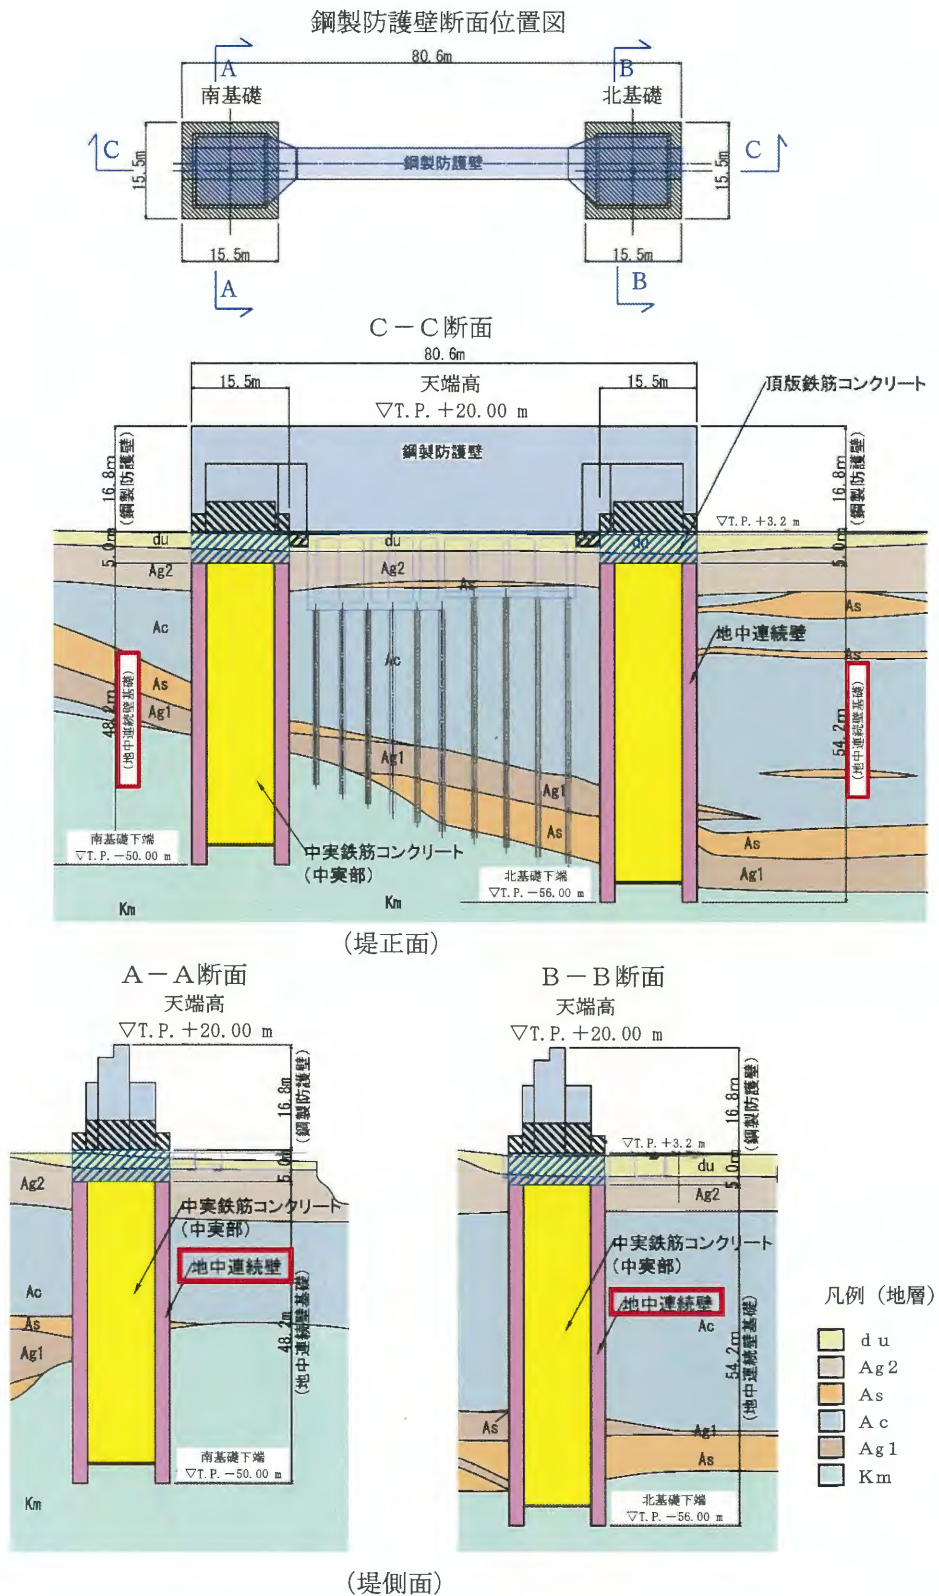 鋼製防護壁断面位置図
80.6m
A
B
南基礎
北基礎
C
C
鋼製防護壁
15.5m
15.5m
15.5m
15.5m
A
B
C-C断面
80.6m
15.5m
天端高
15.5m
頂版鉄筋コンクリート
▽T.P.+20.00 m
鋼製防護壁
16.8m
(鋼製防護壁)
16.8m
(鋼製防護壁)
▽T.P.+3.2 m
du
du
du
5.0m
5.0m
Ag2
Ag2
As
As
Ac
地中連続壁
Ac
As
As
48.2m
(地中連続壁基礎)
54.2m
(地中連続壁基礎)
Ag1
Ag1
Ag1
As
As
南基礎下端
▽T.P.-50.00 m
中実鉄筋コンクリート
(中実部)
北基礎下端
▽T.P.-56.00 m
Ag1
Km
Km
(堤正面)
A-A断面
B-B断面
天端高
天端高
▽T.P.+20.00 m
▽T.P.+20.00 m
16.8m
(鋼製防護壁)
16.8m
(鋼製防護壁)
▽T.P.+3.2 m
du
5.0m
5.0m
Ag2
Ag2
中実鉄筋コンクリート
(中実部)
中実鉄筋コンクリート
(中実部)
地中連続壁
地中連続壁
Ac
Ac
As
Ag1
48.2m
(地中連続壁基礎)
54.2m
(地中連続壁基礎)
As
Ag1
As
南基礎下端
▽T.P.-50.00 m
北基礎下端
▽T.P.-56.00 m
Km
凡例(地層)
du
Ag2
As
Ac
Ag1
Km
(堤側面)